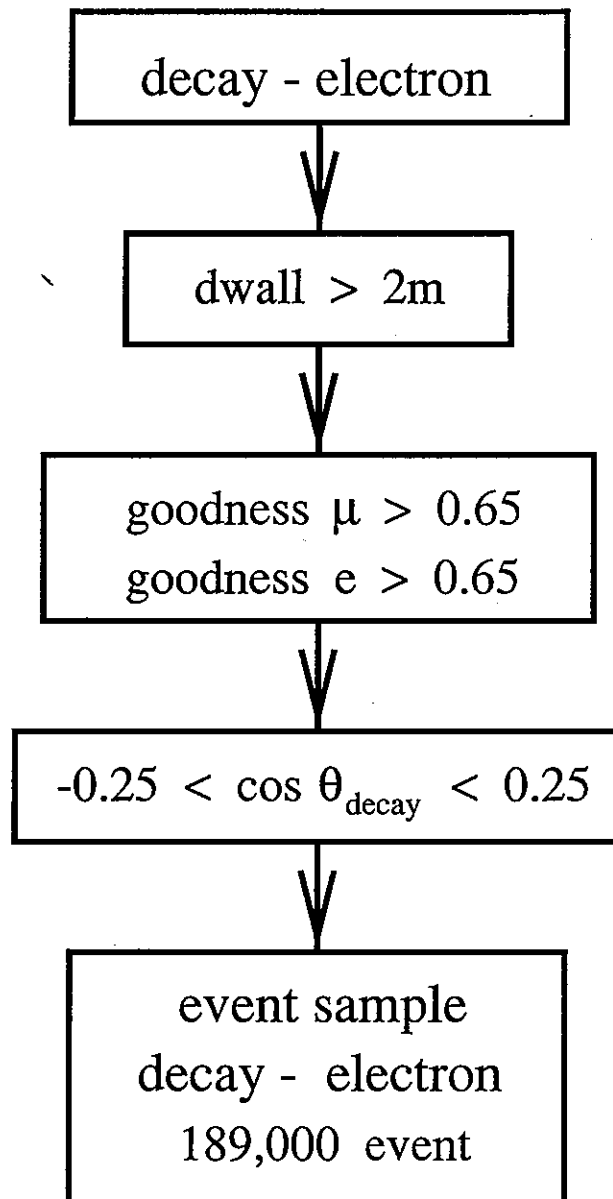 decay - electron
dwall > 2m
goodness μ > 0.65
goodness e > 0.65
-0.25 < cos θdecay < 0.25
event sample
decay - electron
189,000 event